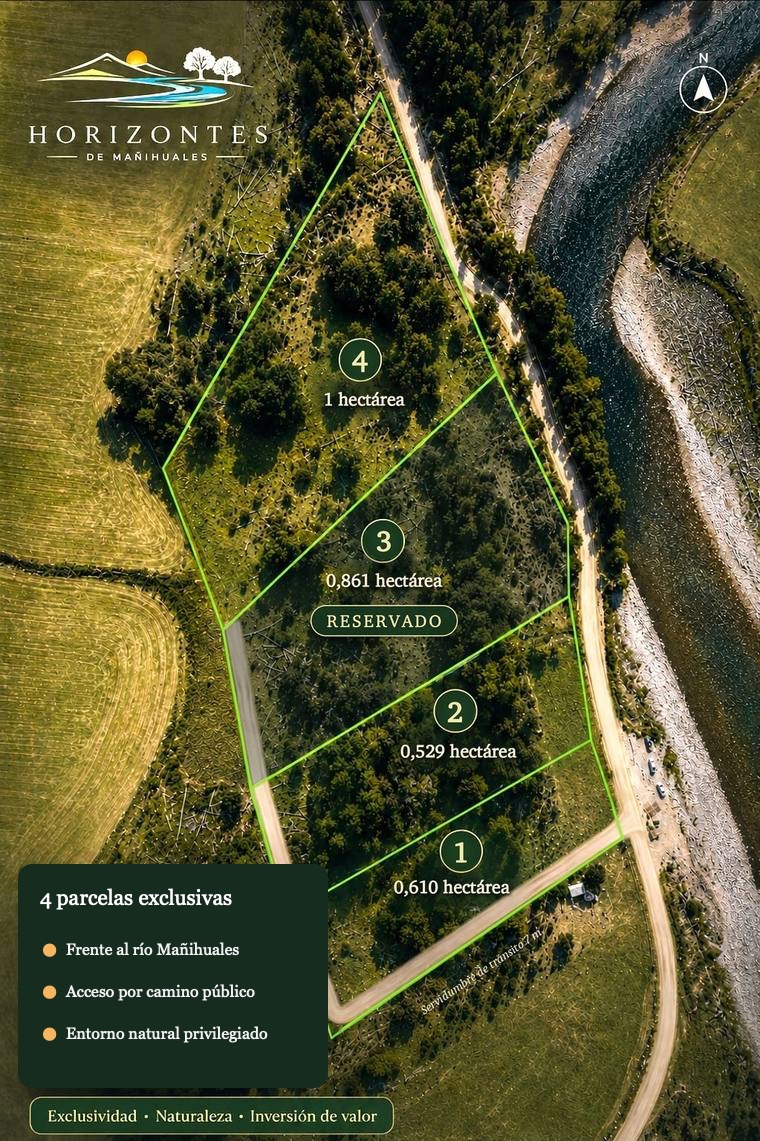 HORIZONTES
DE MAÑIHUALES
N
4
1 hectárea
3
0,861 hectárea
RESERVADO
2
0,529 hectárea
1
0,610 hectárea
Servidumbre de tránsito 7 m
4 parcelas exclusivas
Frente al río Mañihuales
Acceso por camino público
Entorno natural privilegiado
Exclusividad • Naturaleza • Inversión de valor